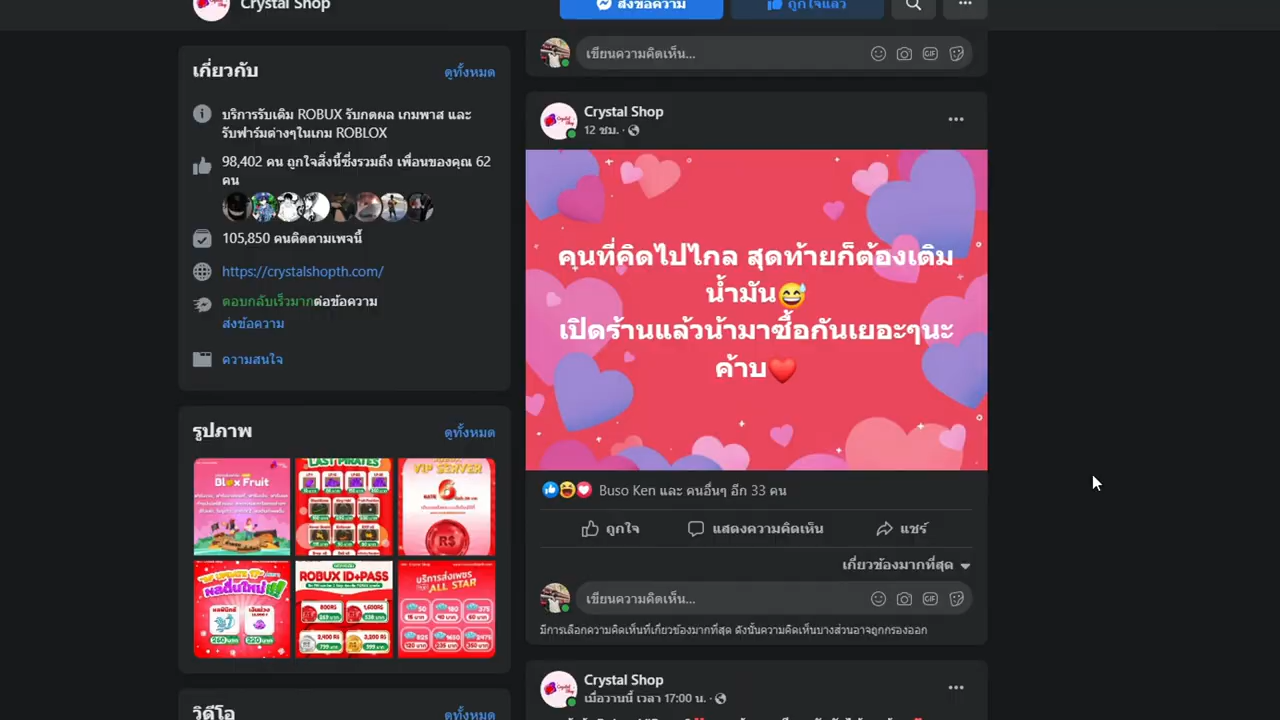 Crystal Shop
ส่งข้อความ
ถูกใจแล้ว
เกี่ยวกับ
ดูทั้งหมด
บริการรับเติม ROBUX รับกดผล เกมพาส และ
รับฟาร์มต่างๆในเกม ROBLOX
98,402 คน ถูกใจสิ่งนี้ซึ่งรวมถึง เพื่อนของคุณ 62
คน
105,850 คนติดตามเพจนี้
https://crystalshopth.com/
ตอบกลับเร็วมากต่อข้อความ
ส่งข้อความ
ความสนใจ
รูปภาพ
ดูทั้งหมด
Blox Fruit
LAST PIRATES
VIP SERVER
ROBUX ID+PASS
ALL STAR
วิดีโอ
ดูทั้งหมด
เขียนความคิดเห็น...
GIF
Crystal Shop
12 ชม.
คุนที่คิดไปไกล สุดท้ายก็ต้องเติม
น้ำมัน😅
เปิดร้านแล้วน้ามาซื้อกันเยอะๆนะ
ค้าบ❤️
Buso Ken และ คนอื่นๆ อีก 33 คน
ถูกใจ
แสดงความคิดเห็น
แชร์
เกี่ยวข้องมากที่สุด
เขียนความคิดเห็น...
GIF
มีการเลือกความคิดเห็นที่เกี่ยวข้องมากที่สุด ดังนั้นความคิดเห็นบางส่วนอาจถูกกรองออก
Crystal Shop
เมื่อวานนี้ เวลา 17:00 น.